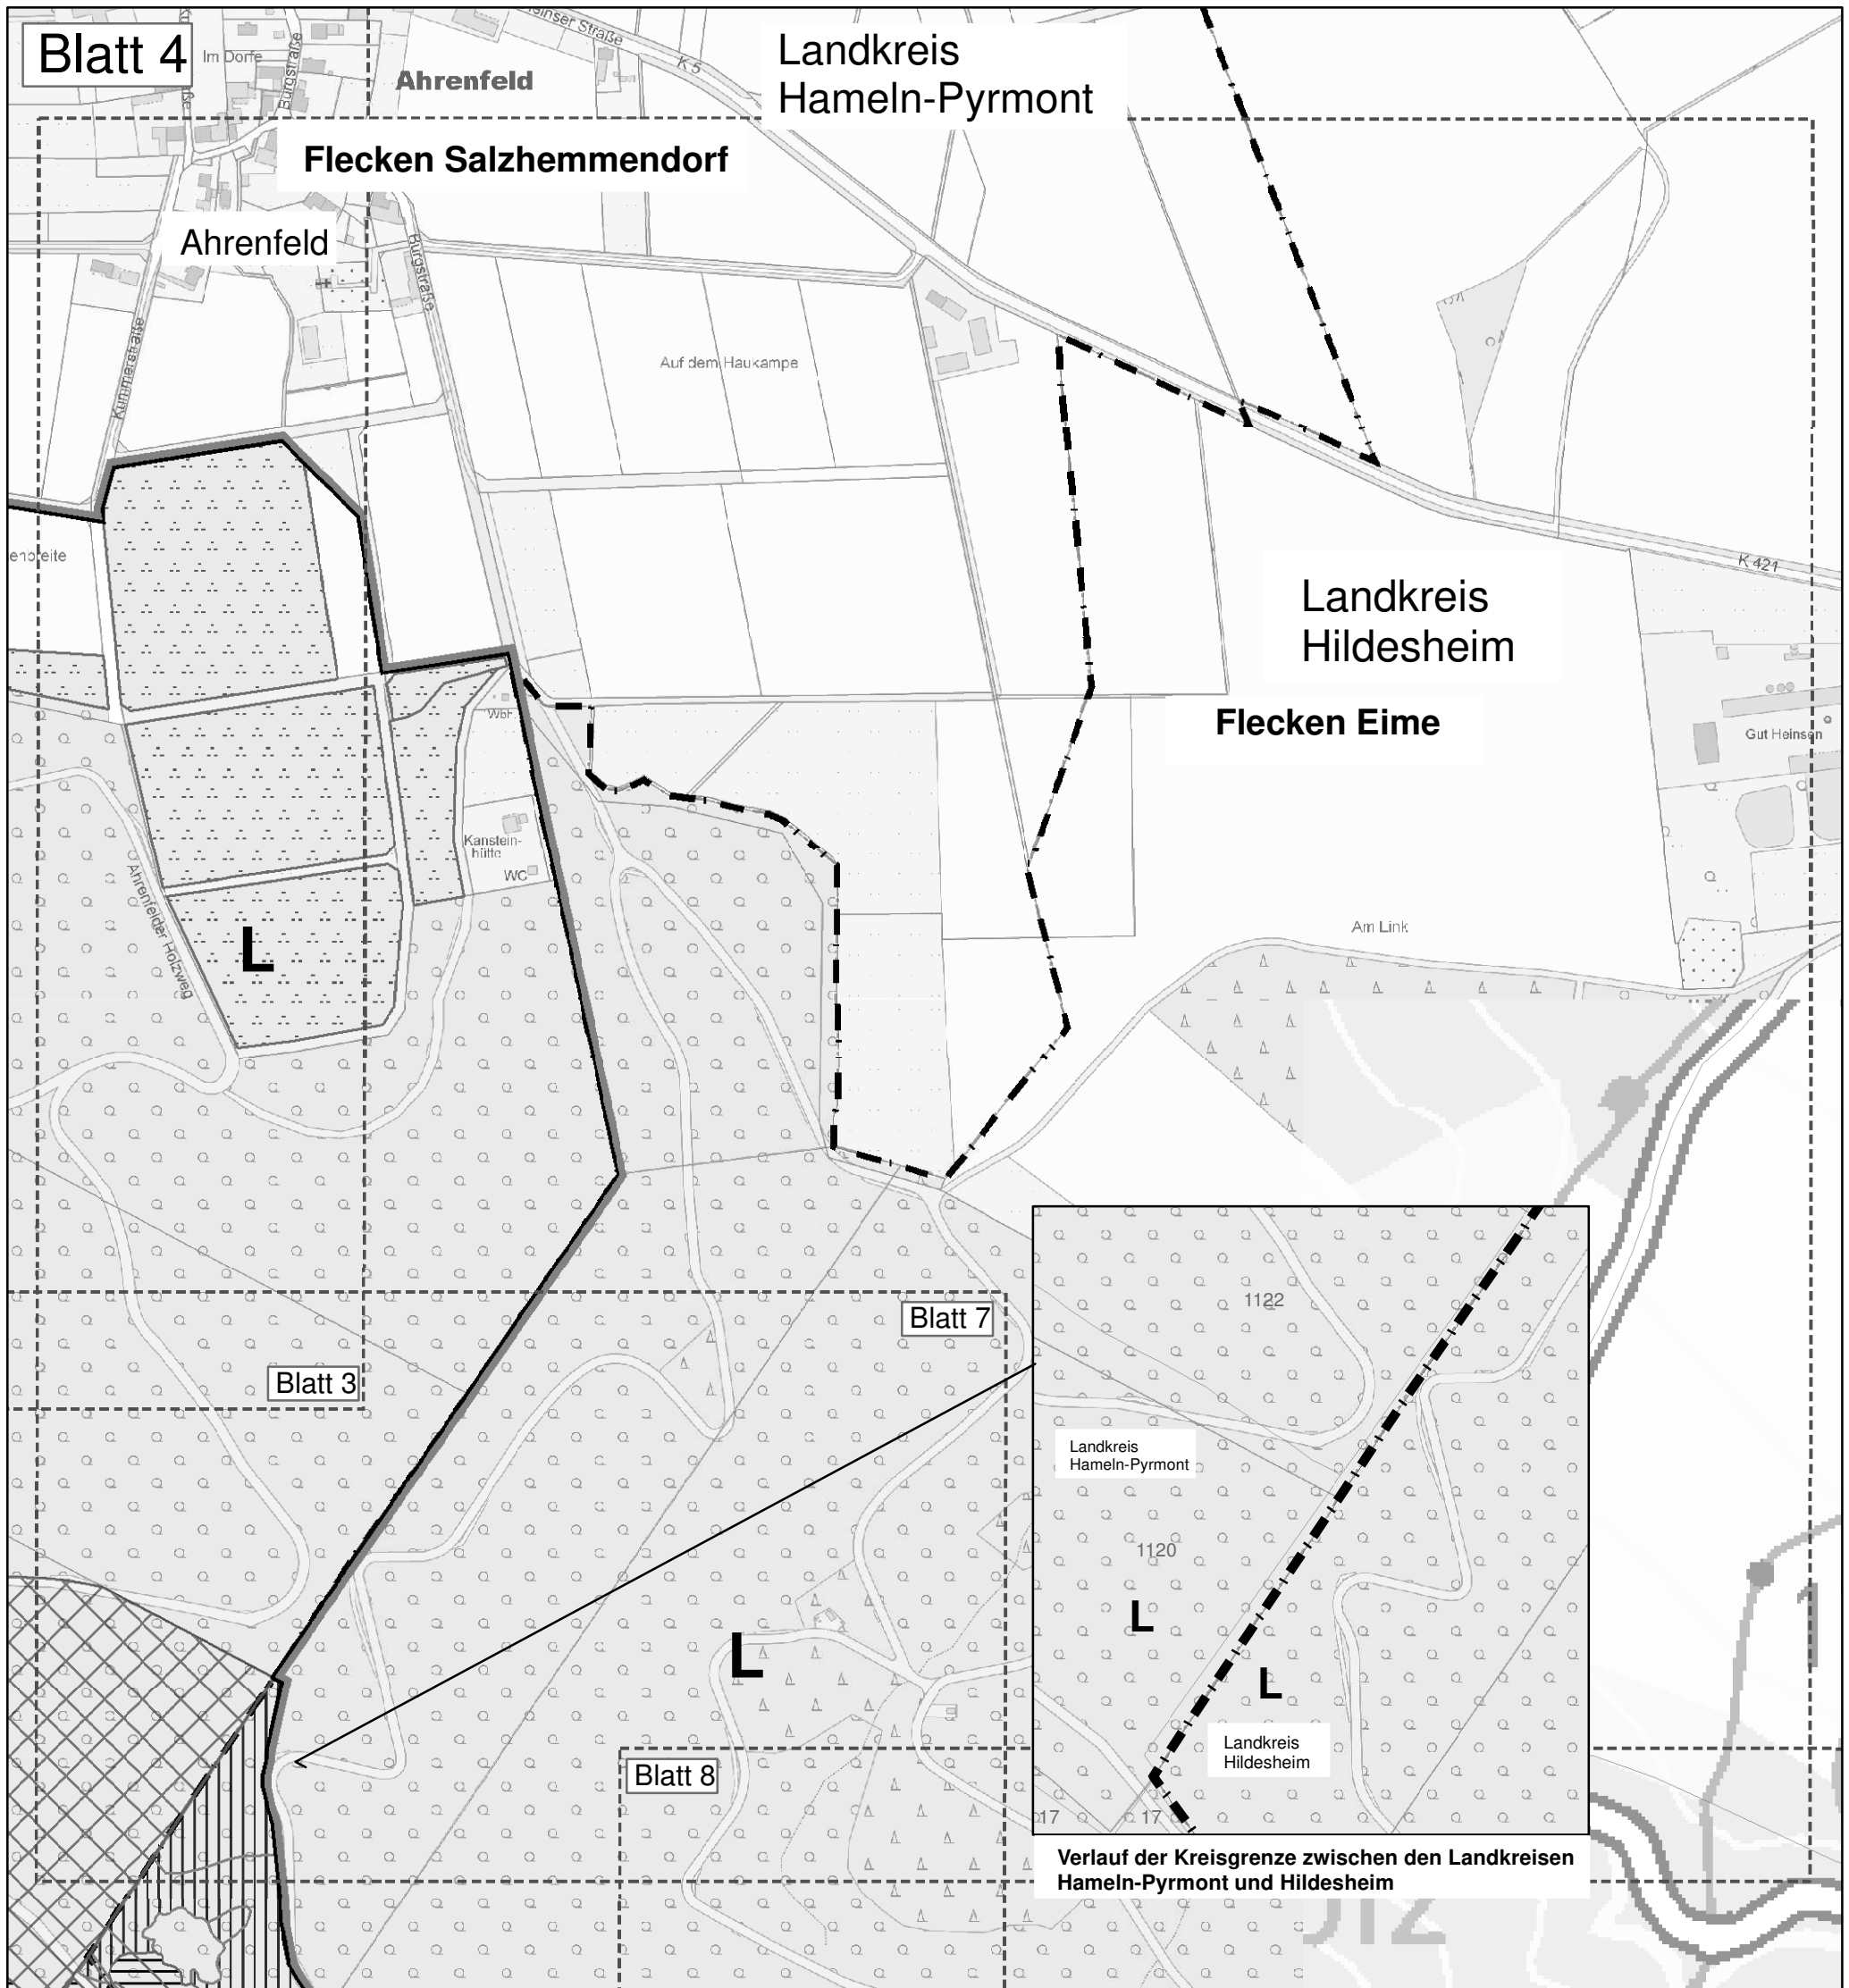 Blatt 4
Im Dorfe
Burgstraße
Ahrenfeld
K 5
Landkreis
Hameln-Pyrmont
Flecken Salzhemmendorf
Ahrenfeld
Burgstraße
Kummerstraße
Auf dem Haukampe
K 421
Landkreis
Hildesheim
Flecken Eime
Gut Heinsen
Wbh.
Kanstein-
hütte
WC
Ahrenfelder Holzweg
L
Am Link
Blatt 7
Blatt 3
1122
Landkreis
Hameln-Pyrmont
1120
L
L
L
Landkreis
Hildesheim
Blatt 8
17
17
Verlauf der Kreisgrenze zwischen den Landkreisen
Hameln-Pyrmont und Hildesheim